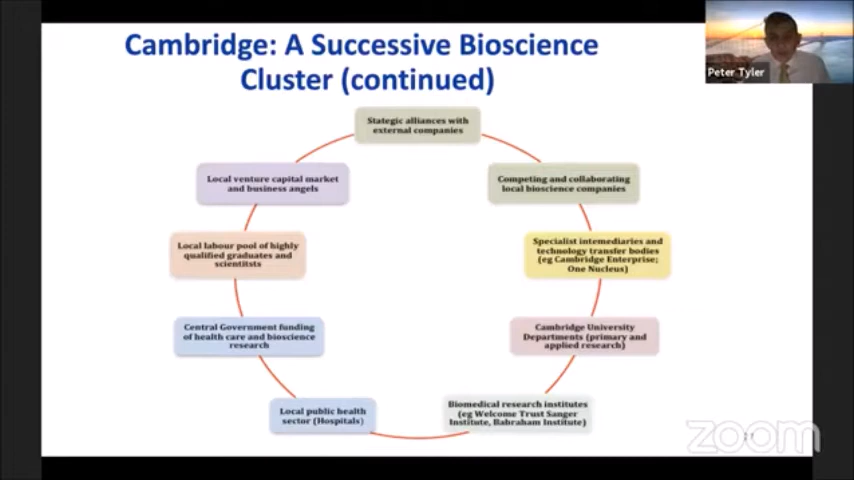 Cambridge: A Successive Bioscience
Cluster (continued)
Peter Tyler
Stategic alliances with
external companies
Local venture capital market
and business angels
Competing and collaborating
local bioscience companies
Local labour pool of highly
qualified graduates and
scientitsts
Specialist intemediaries and
technology transfer bodies
(eg Cambridge Enterprise;
One Nucleus)
Central Government funding
of health care and bioscience
research
Cambridge University
Departments (primary and
applied research)
Local public health
sector (Hospitals)
Biomedical research institutes
(eg Welcome Trust Sanger
Institute, Babraham Institute)
zoom